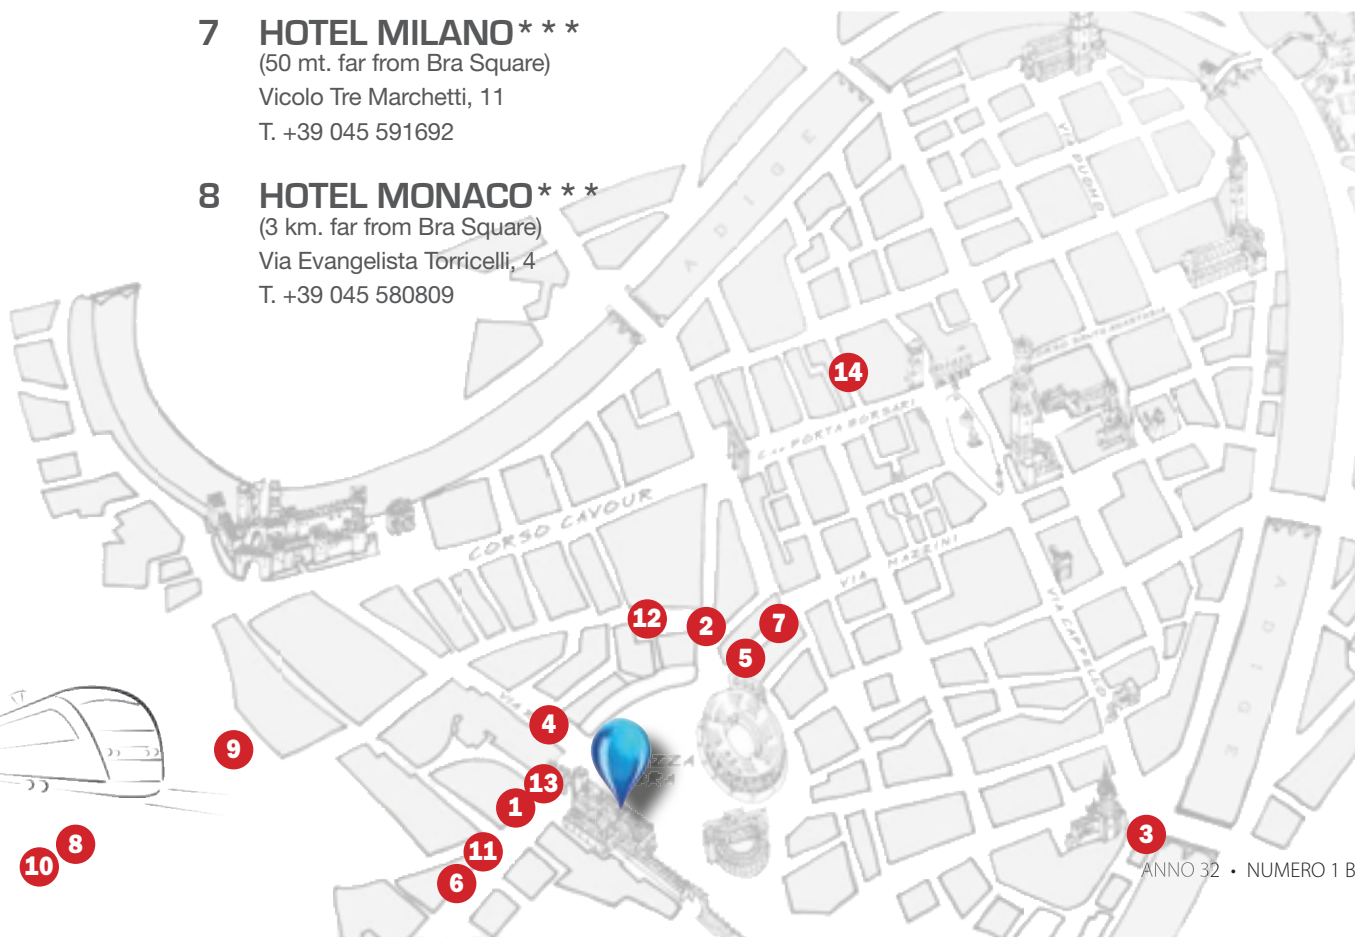 7 HOTEL MILANO***
(50 mt. far from Bra Square)
Vicolo Tre Marchetti, 11
T. +39 045 591692
8 HOTEL MONACO***
(3 km. far from Bra Square)
Via Evangelista Torricelli, 4
T. +39 045 580809
ADIGE
VIA DUOMO
14
PORTA BORSARI
CORSO CAVOUR
VIA MAZZINI
VIA CAPPELLO
12
2
7
5
4
VIA
9
13
1
8
10
11
6
3
ANNO 32 • NUMERO 1 B